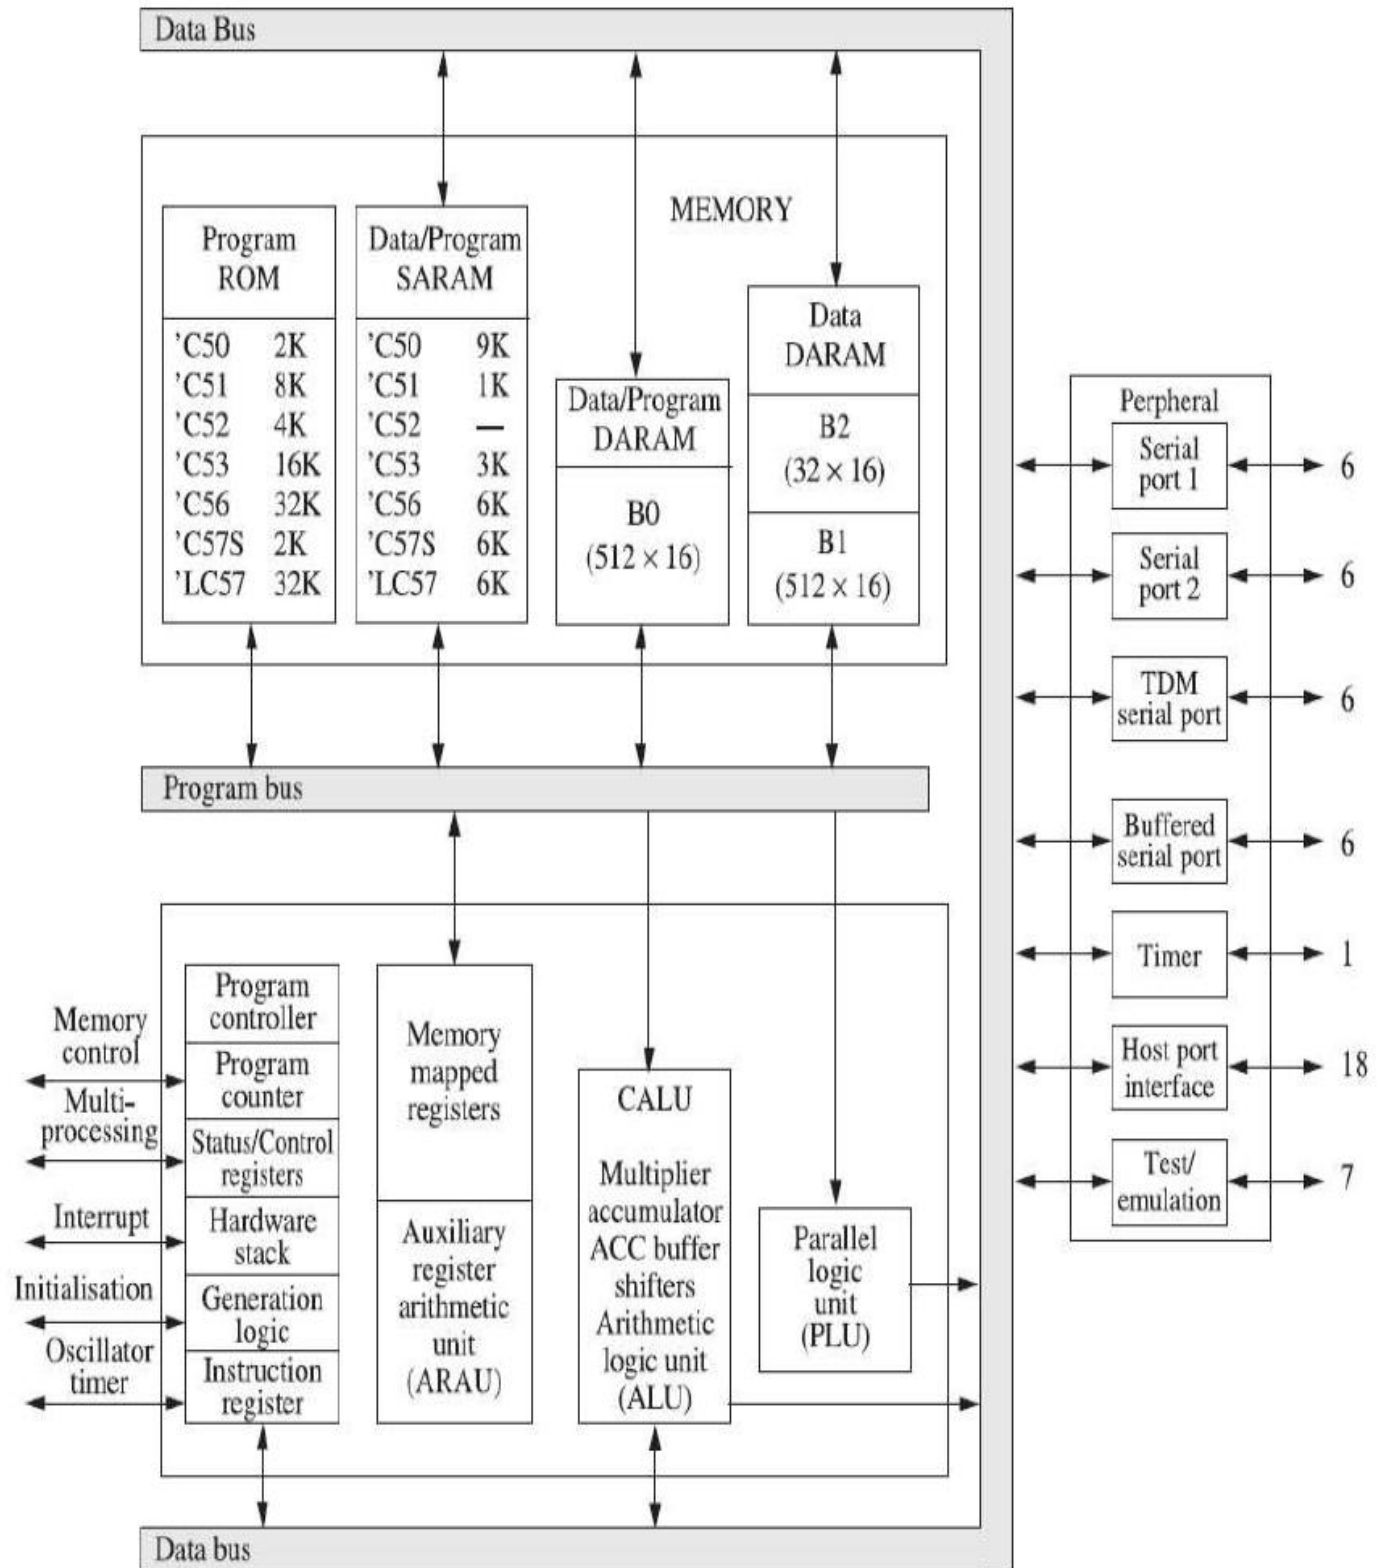 Data Bus
MEMORY
Program
ROM
'C50 2K
'C51 8K
'C52 4K
'C53 16K
'C56 32K
'C57S 2K
'LC57 32K
Data/Program
SARAM
'C50 9K
'C51 1K
'C52 —
'C53 3K
'C56 6K
'C57S 6K
'LC57 6K
Data/Program
DARAM
B0
(512 × 16)
Data
DARAM
B2
(32 × 16)
B1
(512 × 16)
Program bus
Memory
control
Multi-
processing
Interrupt
Initialisation
Oscillator
timer
Program
controller
Program
counter
Status/Control
registers
Hardware
stack
Generation
logic
Instruction
register
Memory
mapped
registers
Auxiliary
register
arithmetic
unit
(ARAU)
CALU
Multiplier
accumulator
ACC buffer
shifters
Arithmetic
logic unit
(ALU)
Parallel
logic
unit
(PLU)
Data bus
Perpheral
Serial
port 1
6
Serial
port 2
6
TDM
serial port
6
Buffered
serial port
6
Timer
1
Host port
interface
18
Test/
emulation
7